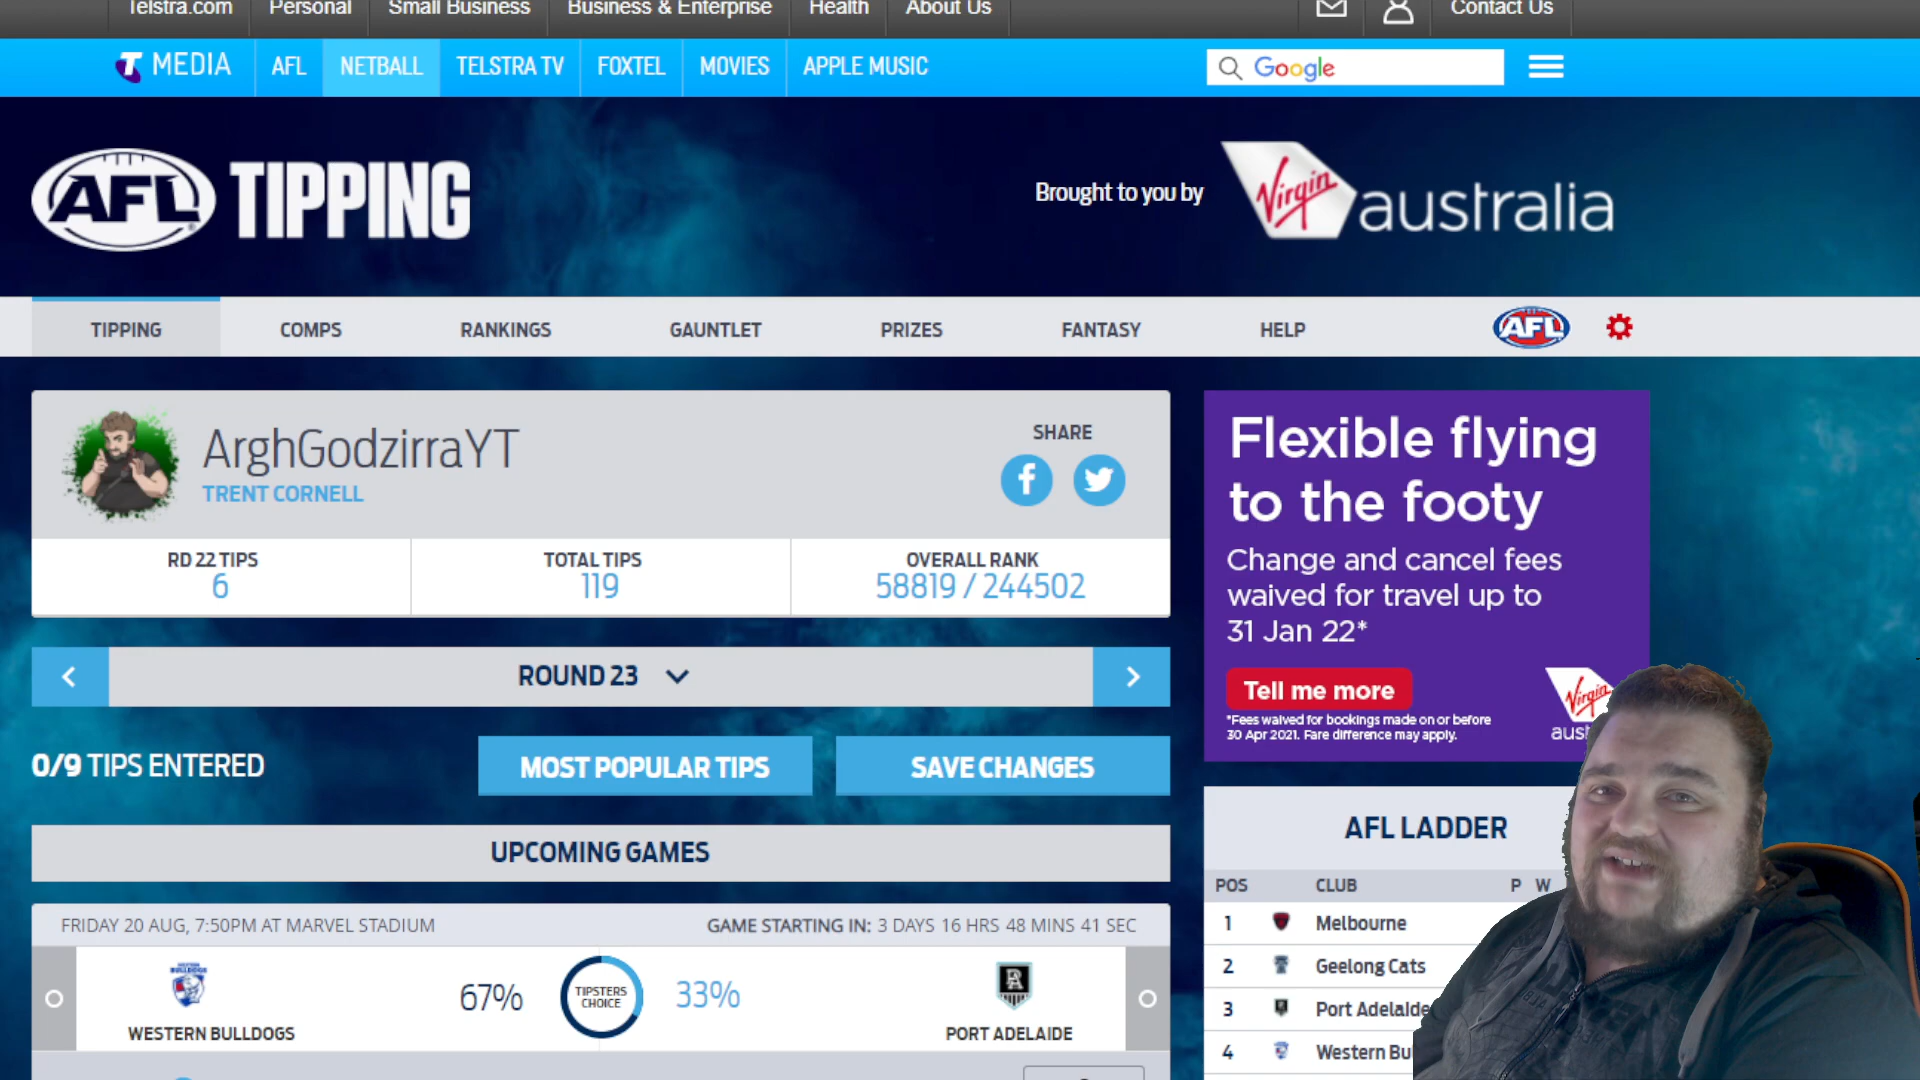 Telstra.com Personal Small Business Business & Enterprise Health About Us Contact Us
T MEDIA AFL NETBALL TELSTRA TV FOXTEL MOVIES APPLE MUSIC Google
AFL TIPPING
Brought to you by Virgin australia
TIPPING COMPS RANKINGS GAUNTLET PRIZES FANTASY HELP AFL
ArghGodzirraYT
TRENT CORNELL
SHARE
RD 22 TIPS
6
TOTAL TIPS
119
OVERALL RANK
58819 / 244502
ROUND 23
0/9 TIPS ENTERED
MOST POPULAR TIPS
SAVE CHANGES
UPCOMING GAMES
FRIDAY 20 AUG, 7:50PM AT MARVEL STADIUM
GAME STARTING IN: 3 DAYS 16 HRS 48 MINS 41 SEC
WESTERN BULLDOGS
67%
TIPSTERS
CHOICE
33%
PORT ADELAIDE
Flexible flying
to the footy
Change and cancel fees
waived for travel up to
31 Jan 22*
Tell me more
*Fees waived for bookings made on or before
30 Apr 2021. Fare difference may apply.
Virgin
aust
AFL LADDER
POS CLUB P W
1 Melbourne
2 Geelong Cats
3 Port Adelaide
4 Western Bu